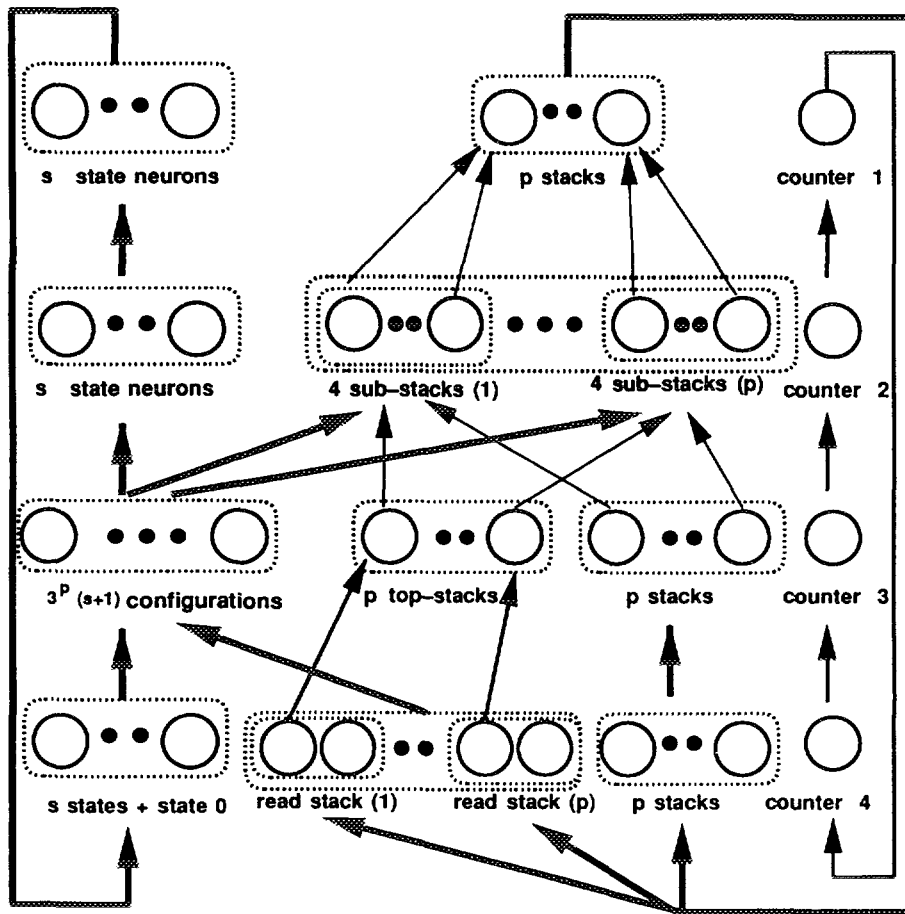 s state neurons
p stacks
counter 1
s state neurons
4 sub-stacks (1)
4 sub-stacks (p)
counter 2
3^p (s+1) configurations
p top-stacks
p stacks
counter 3
s states + state 0
read stack (1)
read stack (p)
p stacks
counter 4